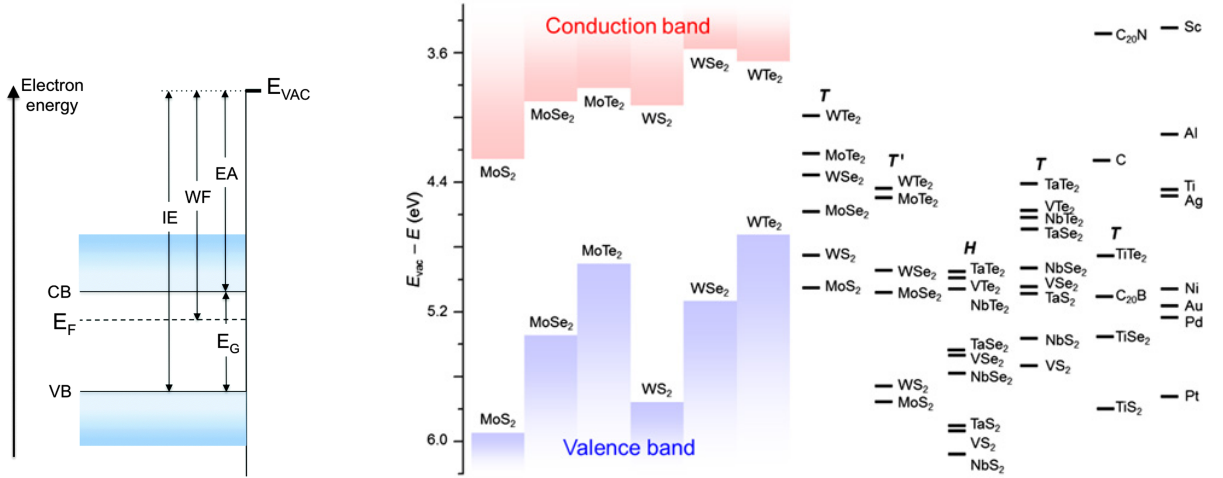 Electron
energy
E_VAC
EA
WF
IE
CB
E_F
E_G
VB
E_vac – E (eV)
3.6
4.4
5.2
6.0
Conduction band
MoS₂
MoSe₂
MoTe₂
WS₂
WSe₂
WTe₂
MoS₂
MoSe₂
MoTe₂
WS₂
WSe₂
WTe₂
Valence band
T
WTe₂
MoTe₂
WSe₂
MoSe₂
WS₂
MoS₂
T'
WTe₂
MoTe₂
WSe₂
MoSe₂
WS₂
MoS₂
H
TaTe₂
VTe₂
NbTe₂
TaSe₂
VSe₂
NbSe₂
TaS₂
VS₂
NbS₂
T
TaTe₂
VTe₂
NbTe₂
TaSe₂
NbSe₂
VSe₂
TaS₂
NbS₂
VS₂
C₂₀N
C
T
TiTe₂
C₂₀B
TiSe₂
TiS₂
Sc
Al
Ti
Ag
Ni
Au
Pd
Pt